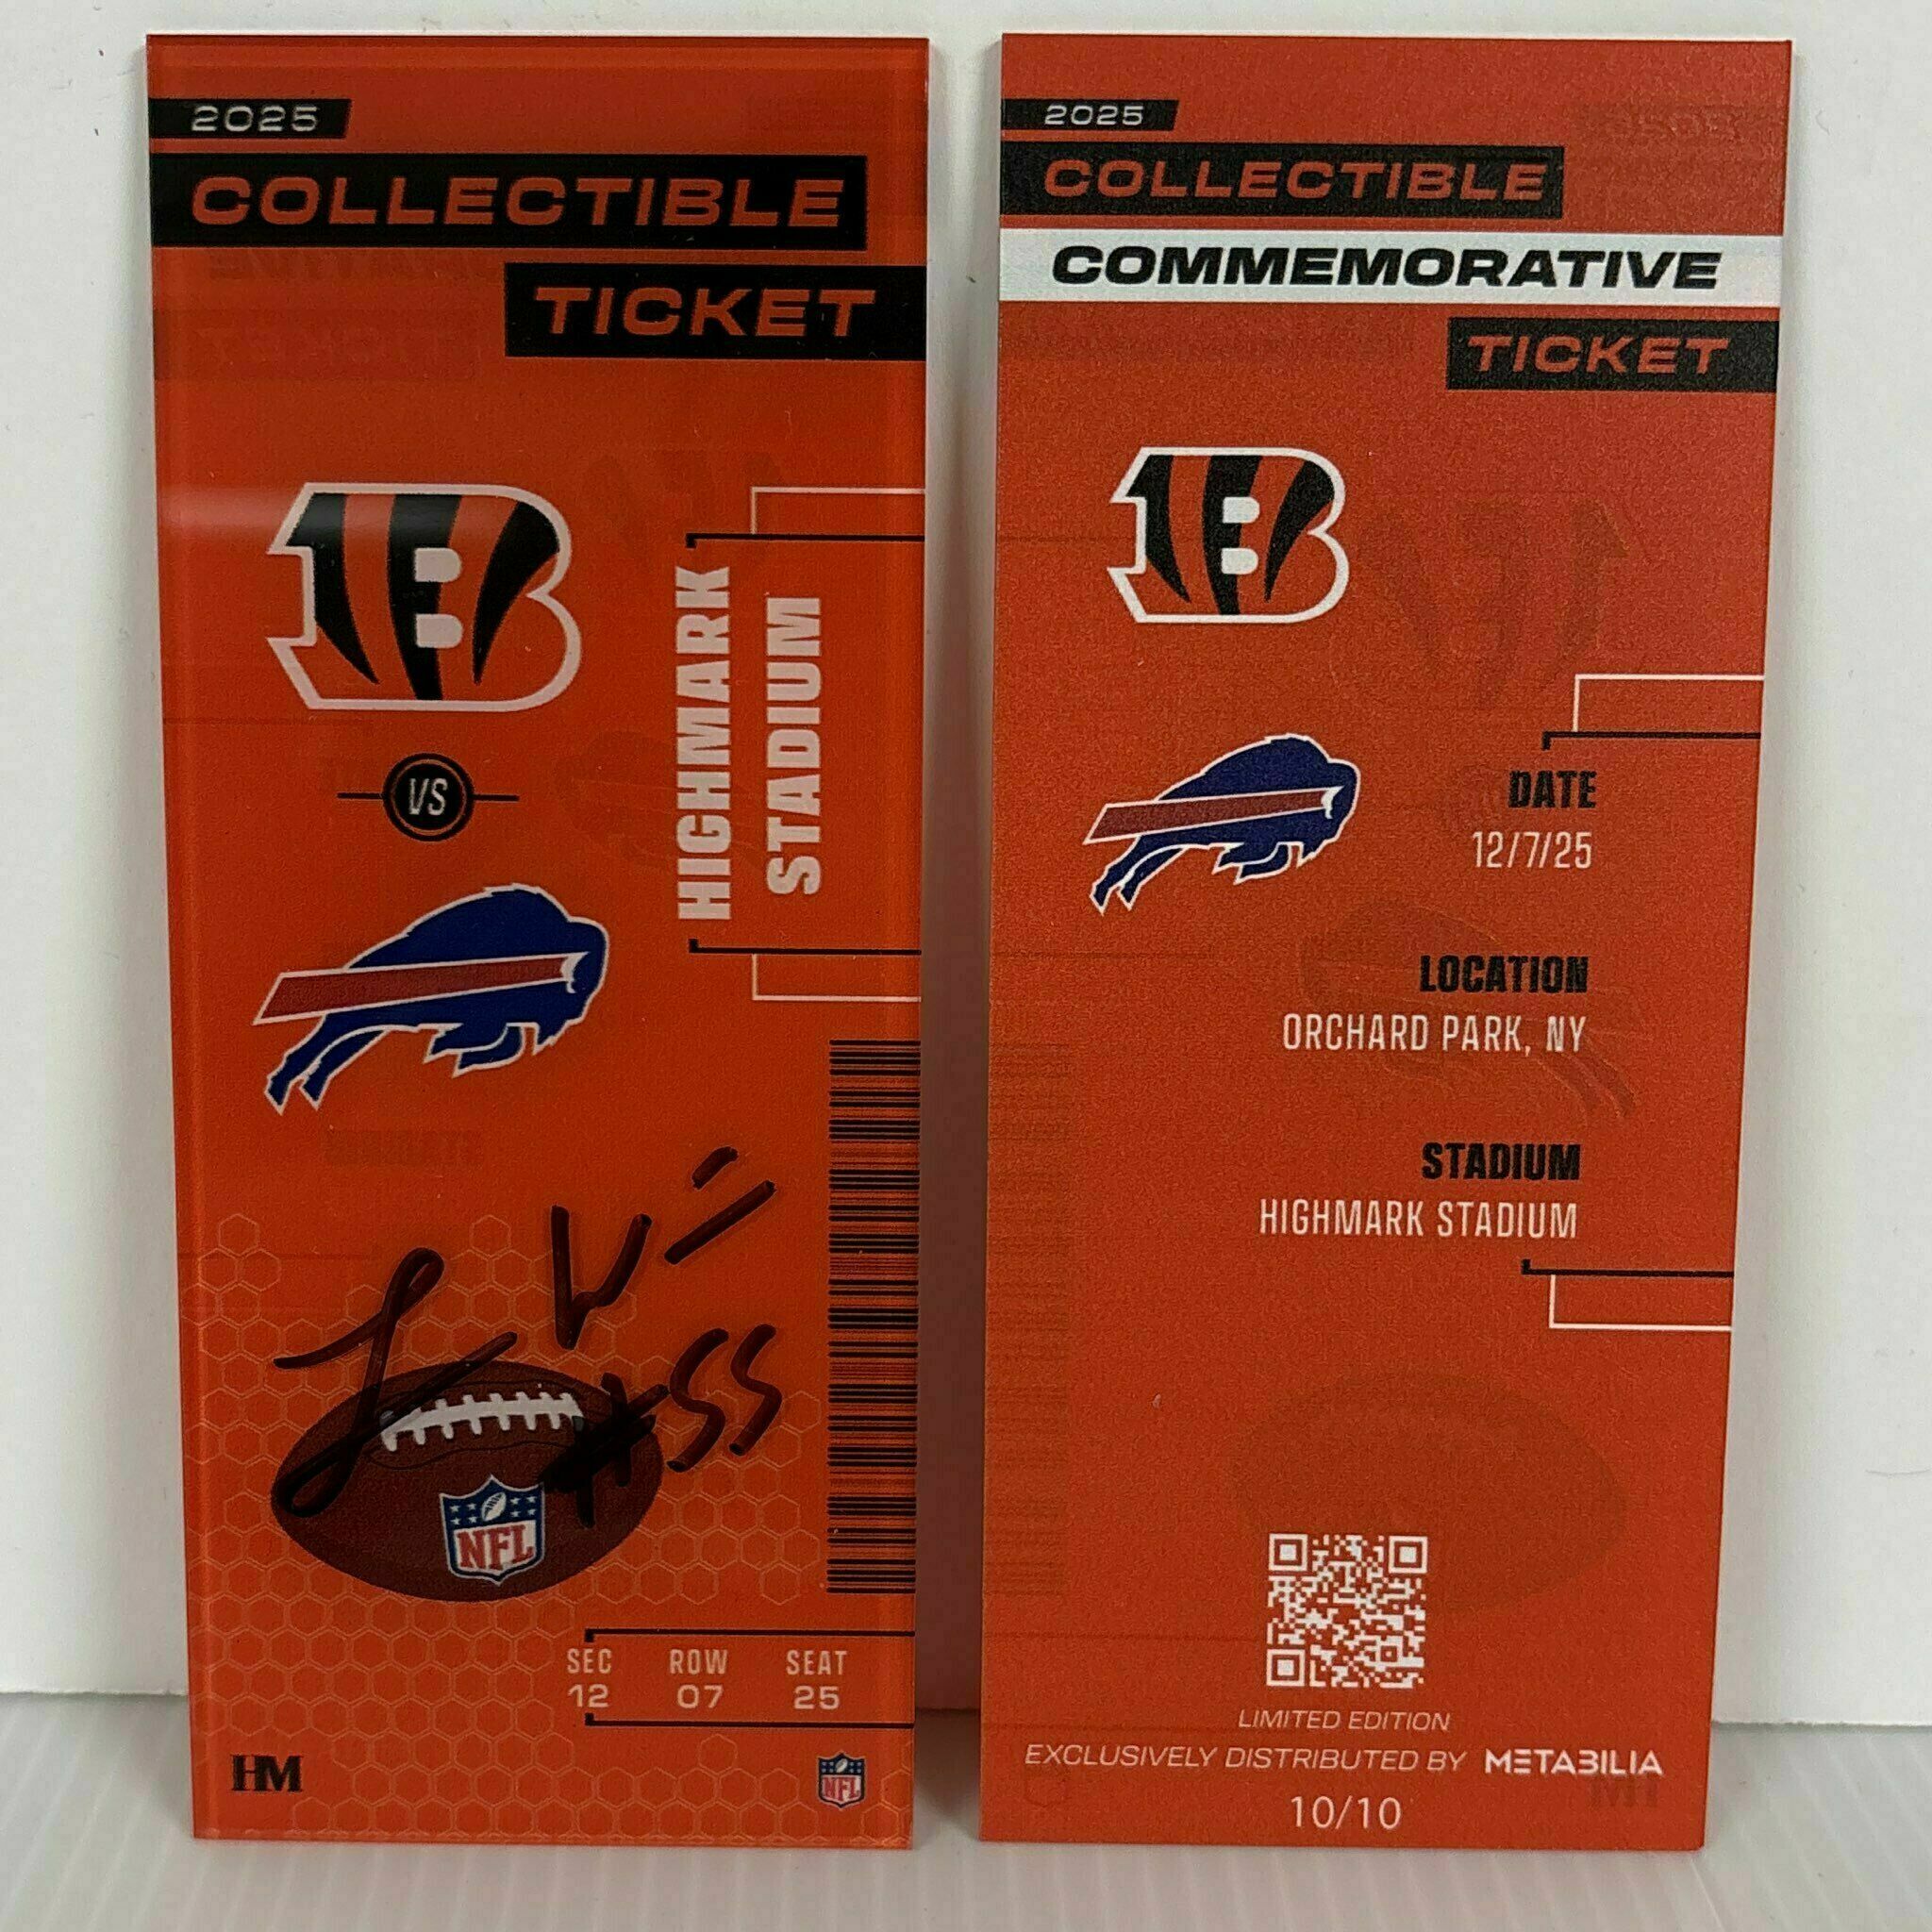 2025
COLLECTIBLE
TICKET
VS
HIGHMARK
STADIUM
#55
NFL
SEC ROW SEAT
12 07 25
HM
NFL
2025
COLLECTIBLE
COMMEMORATIVE
TICKET
DATE
12/7/25
LOCATION
ORCHARD PARK, NY
STADIUM
HIGHMARK STADIUM
LIMITED EDITION
EXCLUSIVELY DISTRIBUTED BY METABILIA
10/10